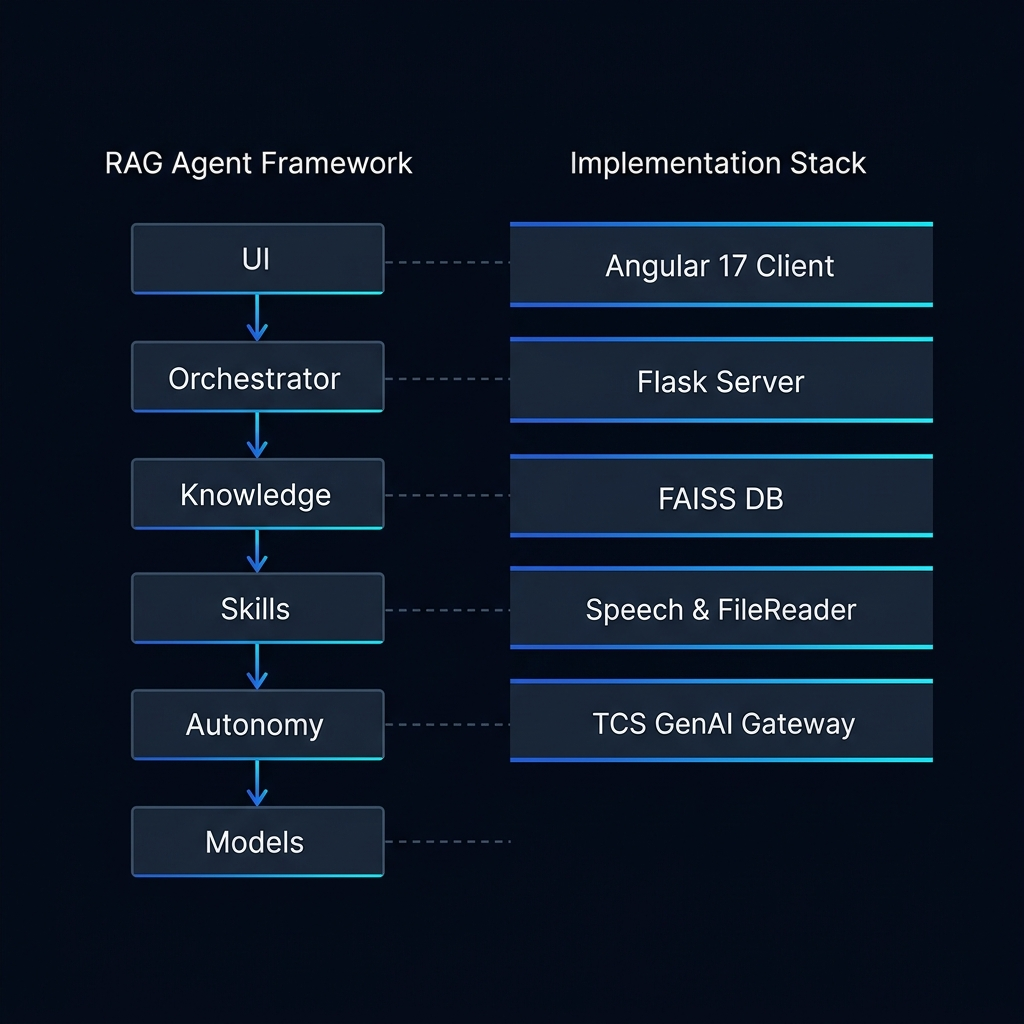 RAG Agent Framework
Implementation Stack
UI
Angular 17 Client
Orchestrator
Flask Server
Knowledge
FAISS DB
Skills
Speech & FileReader
Autonomy
TCS GenAI Gateway
Models